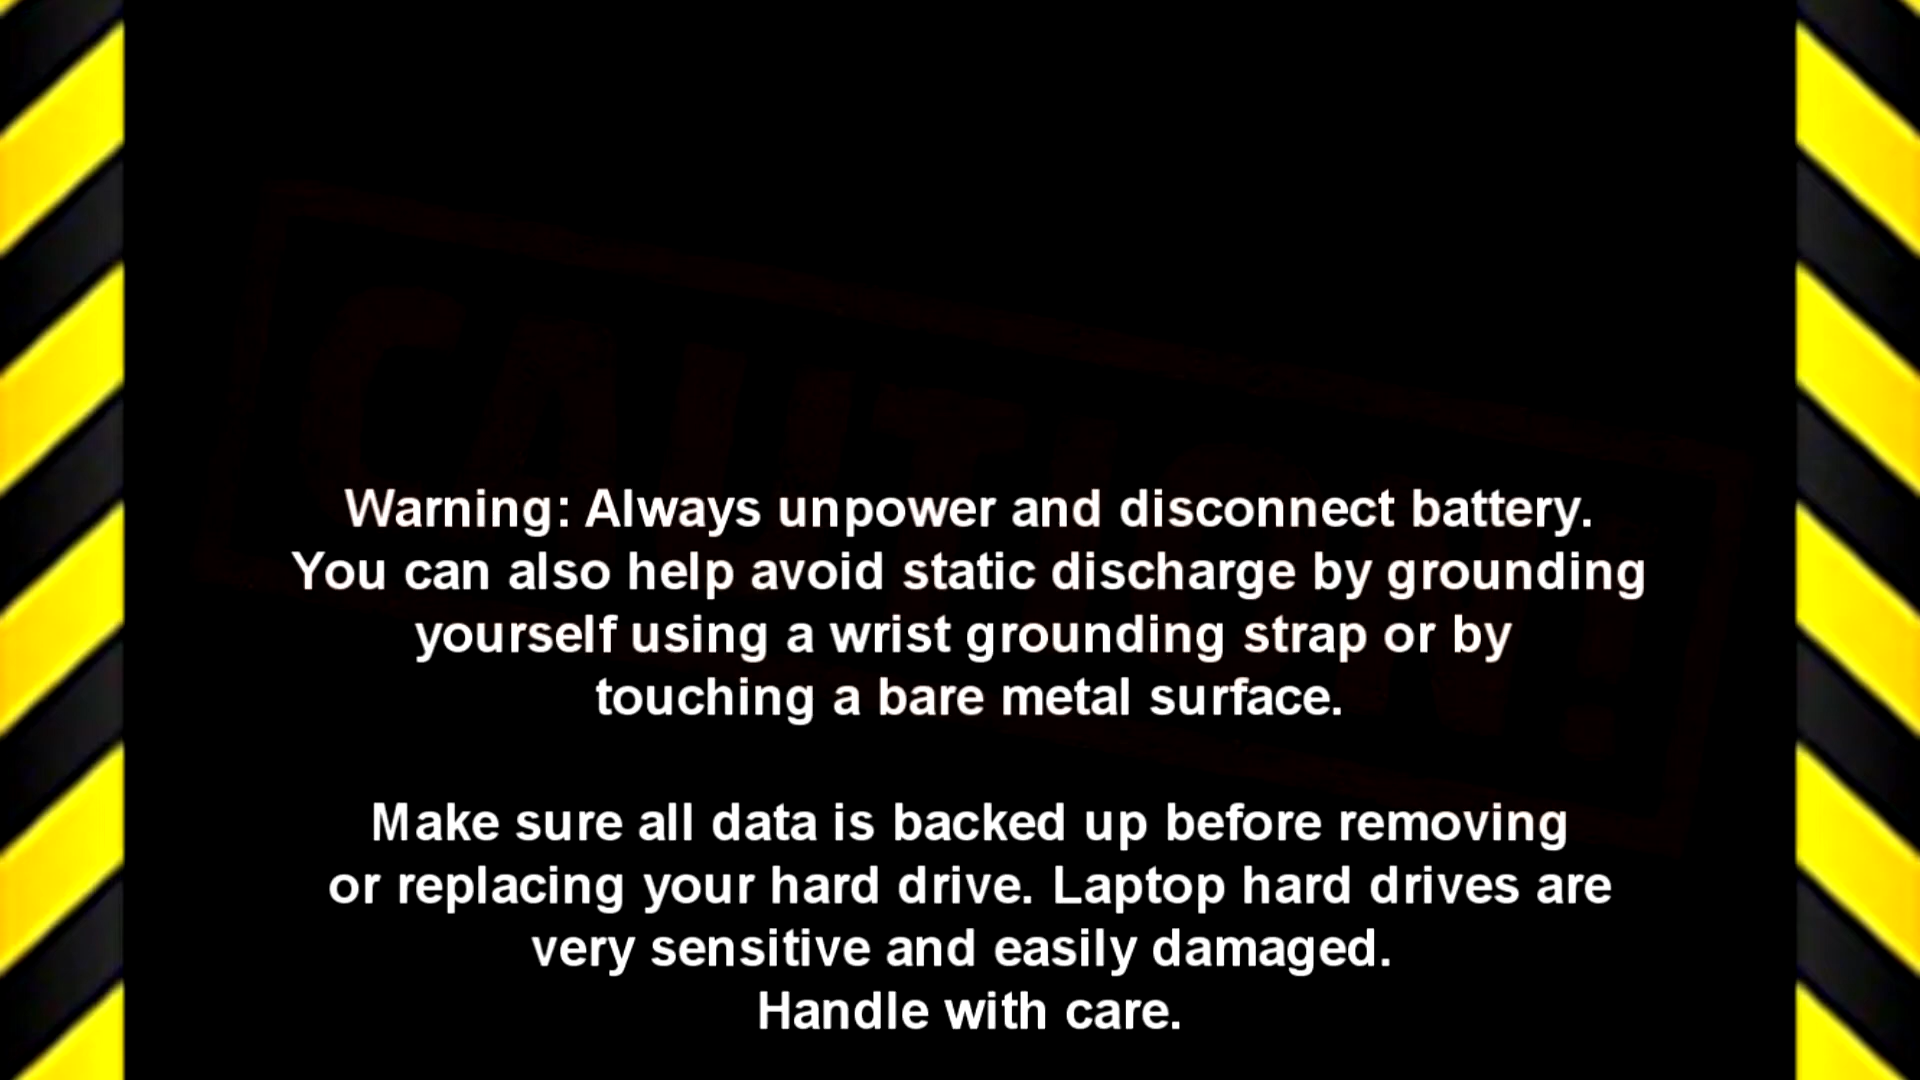 CAUTION!
Warning: Always unpower and disconnect battery.
You can also help avoid static discharge by grounding
yourself using a wrist grounding strap or by
touching a bare metal surface.
Make sure all data is backed up before removing
or replacing your hard drive. Laptop hard drives are
very sensitive and easily damaged.
Handle with care.